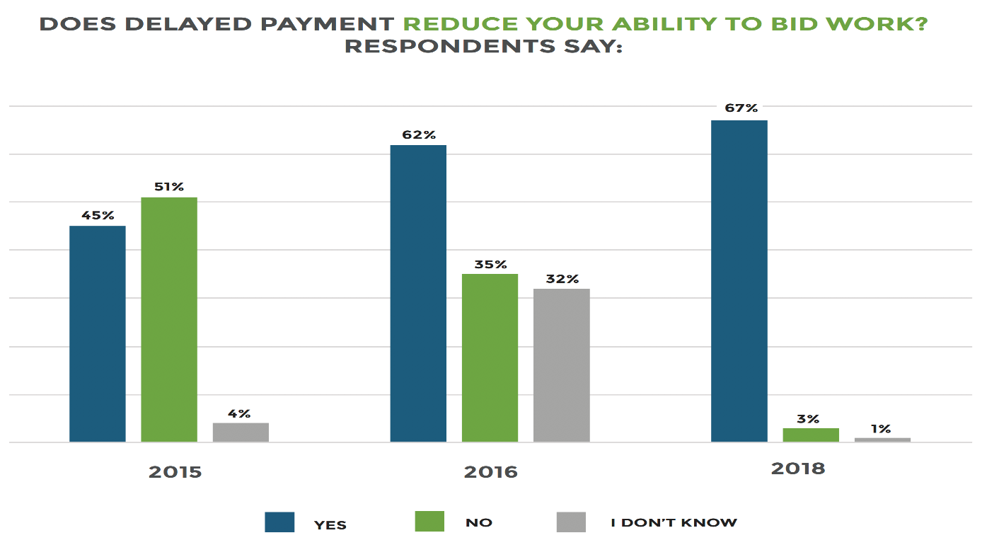 DOES DELAYED PAYMENT REDUCE YOUR ABILITY TO BID WORK?
RESPONDENTS SAY:
67%
62%
51%
45%
35%
32%
4%
3%
1%
2015
2016
2018
YES
NO
I DON'T KNOW